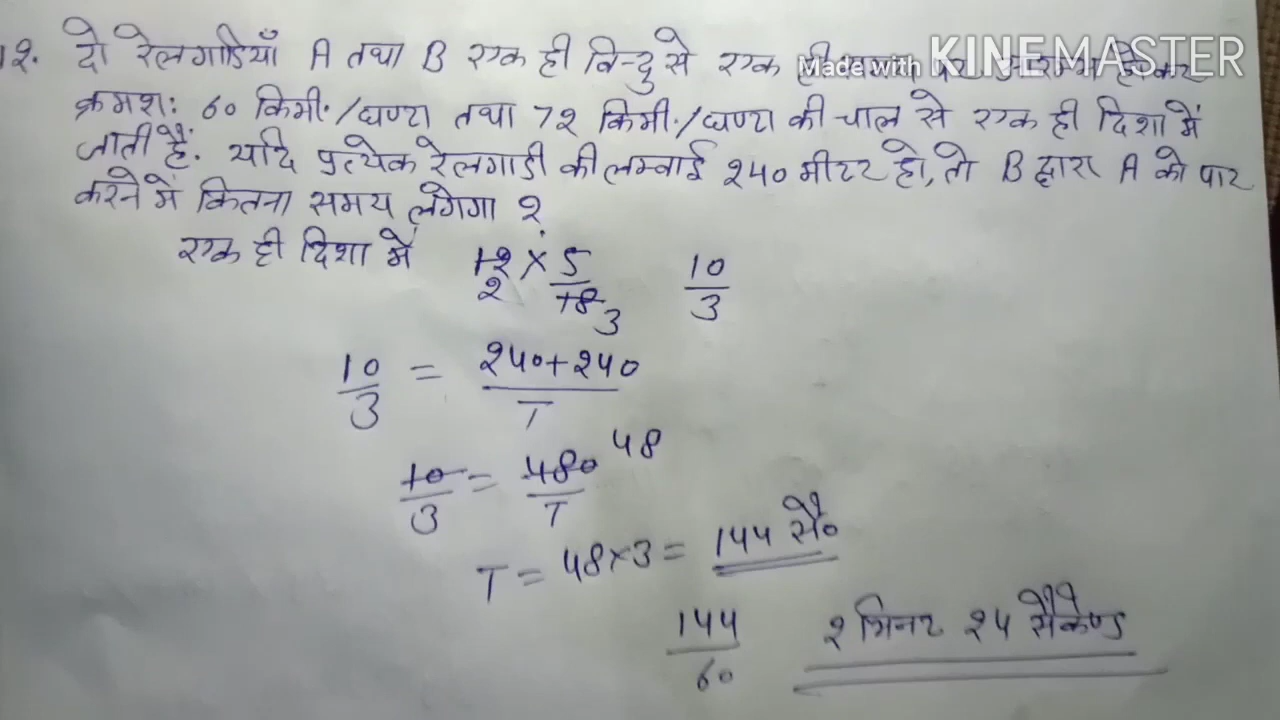 12. दो रेलगाडियाँ A तथा B एक ही विन्दु से एक ही
KINEMASTER
Made with
क्रमश: 60 किमी./घण्टा तथा 72 किमी./घण्टा की चाल से एक ही दिशा में
जाती हैं. यदि प्रत्येक रेलगाडी की लम्वाई 240 मीटर हो, तो B द्वारा A को पार
करने में कितना समय लगेगा ?
एक ही दिशा में 12 × 5/18 10/3
2 3
10/3 = 240+240/T
10/3 = 480/T 48
T = 48×3 = 144 सै०
144/60 2 मिनट 24 सैकेण्ड